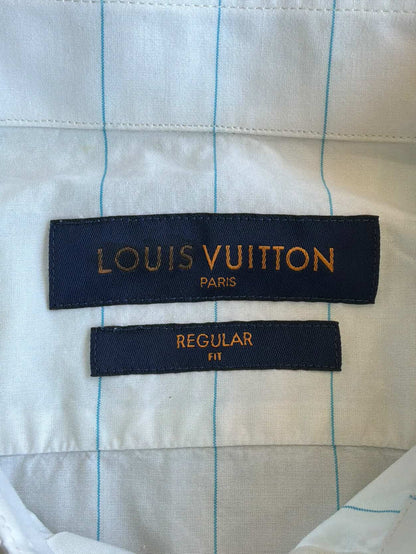 LOUIS VUITTON
PARIS
REGULAR
FIT